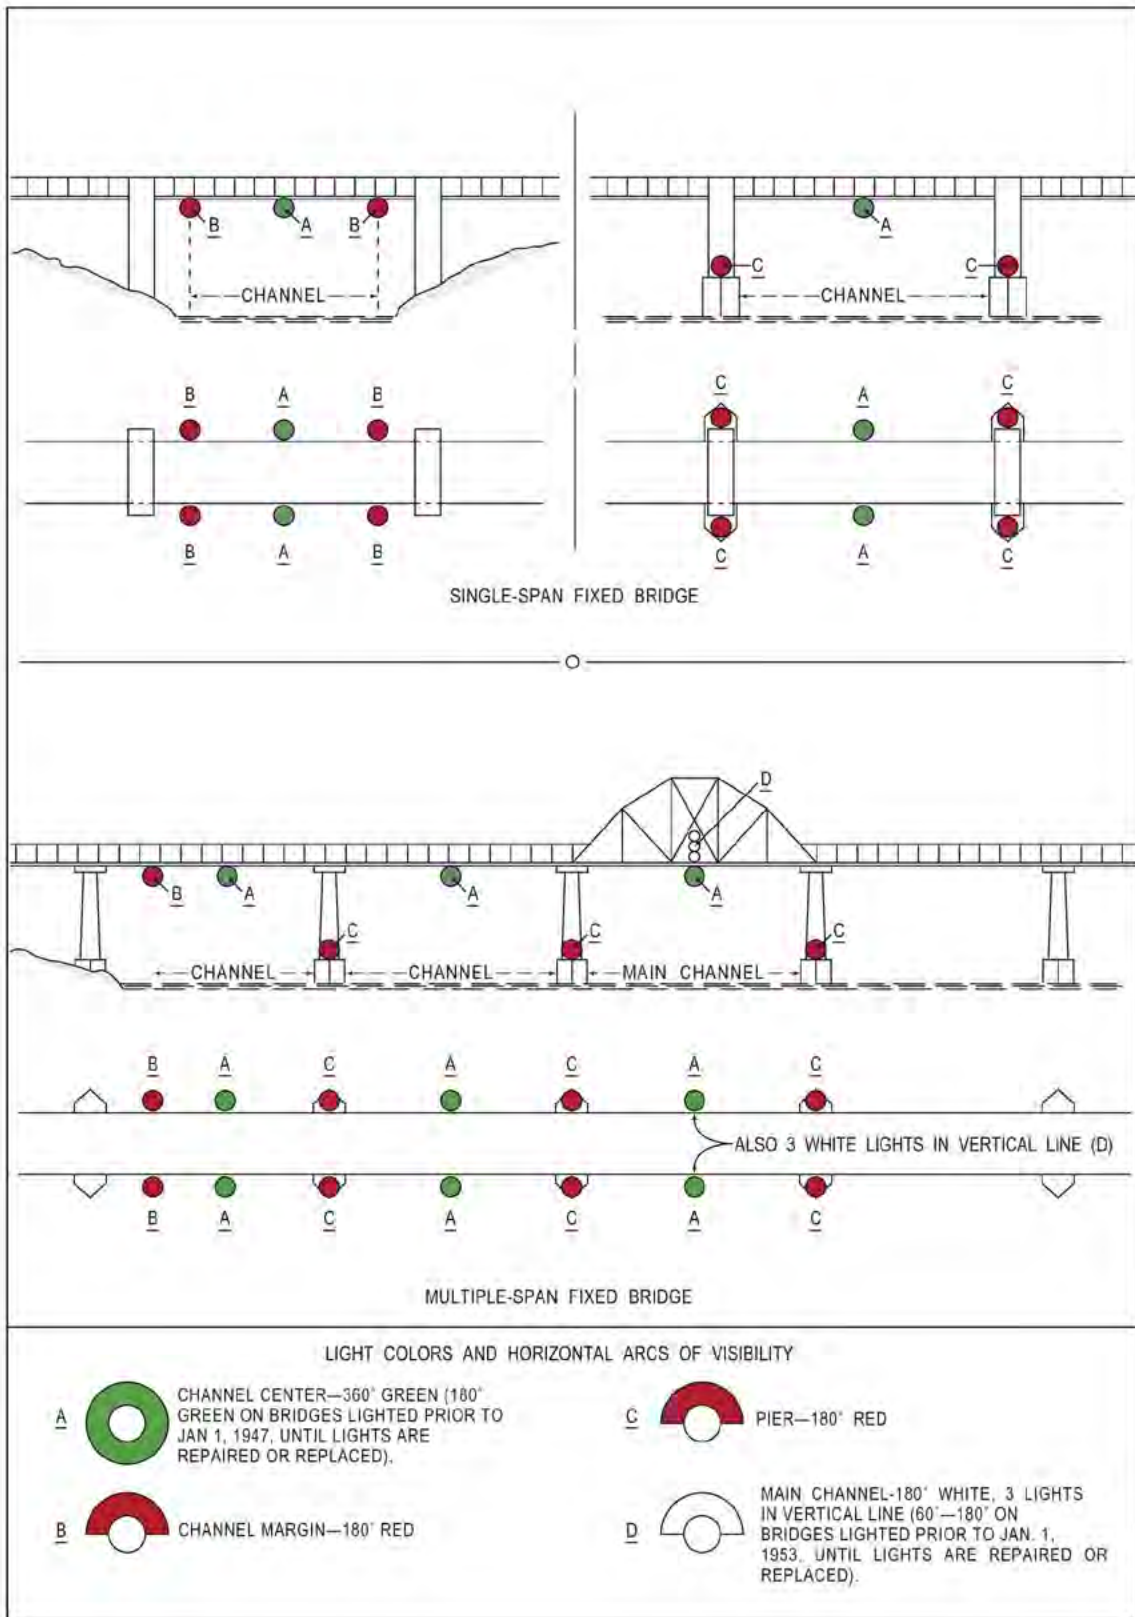 B
A
B
CHANNEL
A
C
C
CHANNEL
B
A
B
B
A
B
C
A
C
C
A
C
SINGLE-SPAN FIXED BRIDGE
D
B
A
A
A
C
C
C
CHANNEL
CHANNEL
MAIN CHANNEL
B
A
C
A
C
A
C
ALSO 3 WHITE LIGHTS IN VERTICAL LINE (D)
B
A
C
A
C
A
C
MULTIPLE-SPAN FIXED BRIDGE
LIGHT COLORS AND HORIZONTAL ARCS OF VISIBILITY
A
CHANNEL CENTER—360° GREEN (180°
GREEN ON BRIDGES LIGHTED PRIOR TO
JAN 1, 1947, UNTIL LIGHTS ARE
REPAIRED OR REPLACED).
B
CHANNEL MARGIN—180° RED
C
PIER—180° RED
D
MAIN CHANNEL-180° WHITE, 3 LIGHTS
IN VERTICAL LINE (60°—180° ON
BRIDGES LIGHTED PRIOR TO JAN. 1,
1953, UNTIL LIGHTS ARE REPAIRED OR
REPLACED).